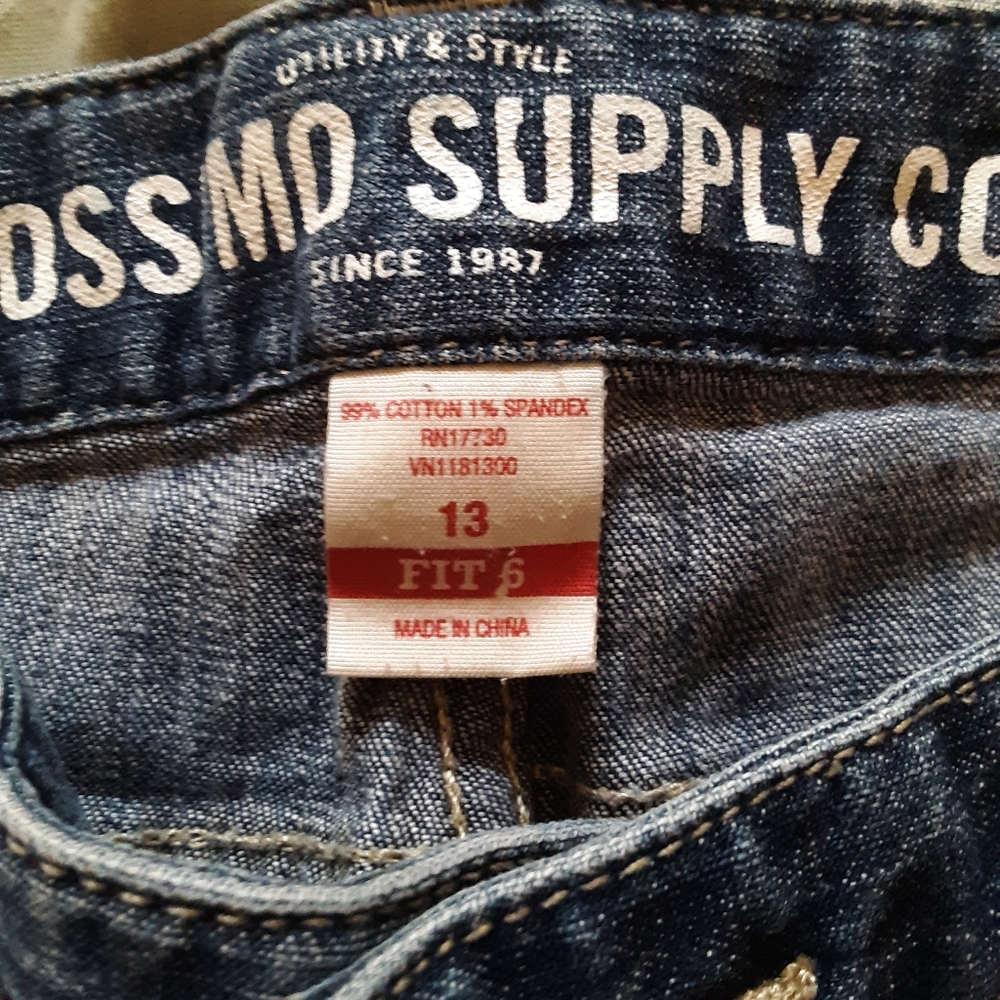 UTILITY & STYLE
OSSMO SUPPLY CO
SINCE 1987
99% COTTON 1% SPANDEX
RN17730
VN1181300
13
FIT 6
MADE IN CHINA